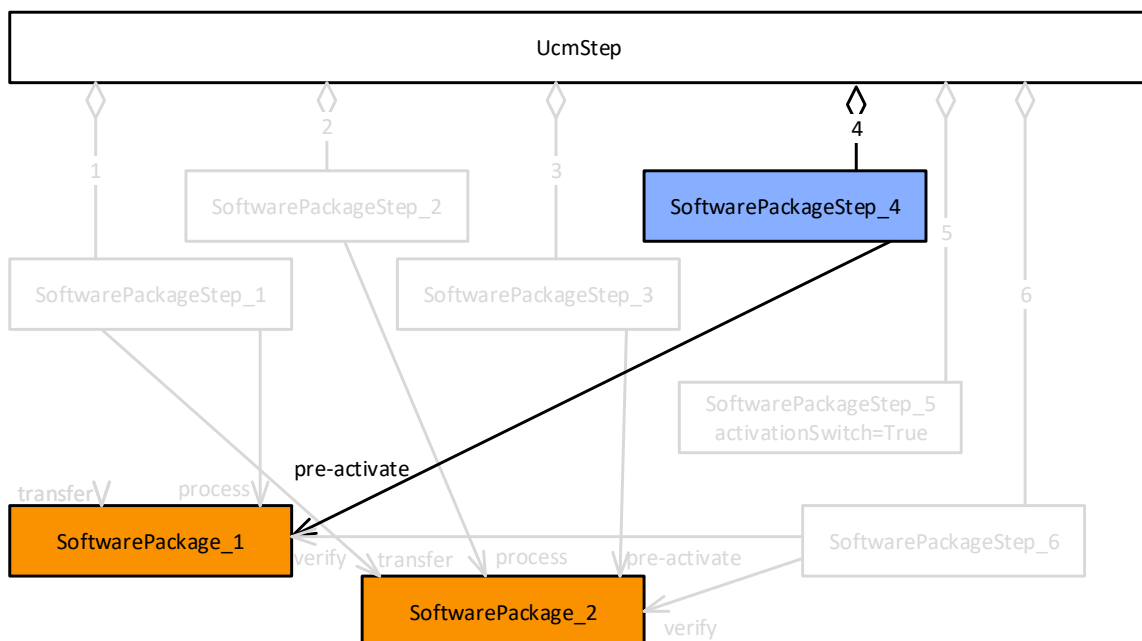 UcmStep
1
2
3
4
5
6
SoftwarePackageStep_2
SoftwarePackageStep_4
SoftwarePackageStep_1
SoftwarePackageStep_3
SoftwarePackageStep_5
activationSwitch=True
pre-activate
transfer
process
SoftwarePackage_1
SoftwarePackageStep_6
verify
transfer
process
pre-activate
SoftwarePackage_2
verify